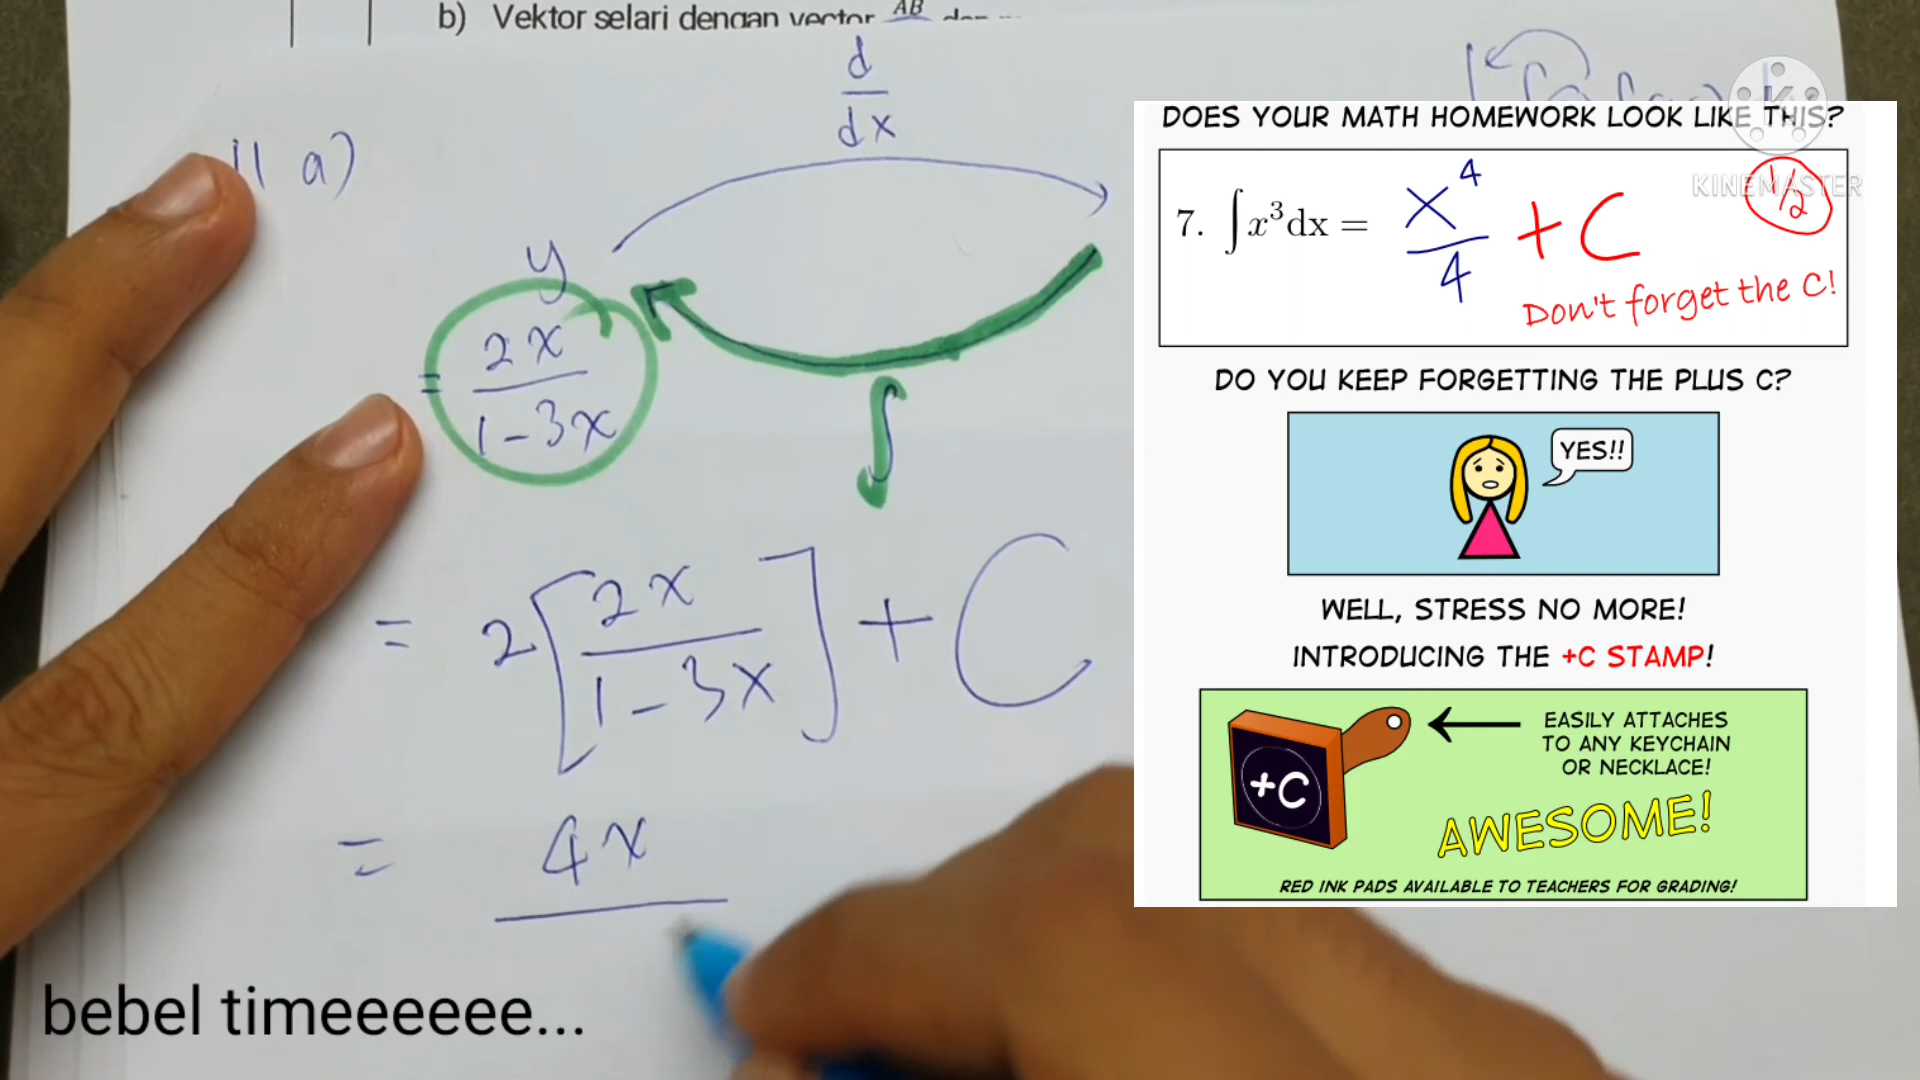 b) Vektor selari dengan vector AB
d
dx
11 a)
y
= 2x
1-3x
∫
= 2[2x
1-3x] + C
= 4x
bebel timeeeeee...
KINEMASTER
DOES YOUR MATH HOMEWORK LOOK LIKE THIS?
7. ∫x³dx = x⁴
4
+ C
1/2
Don't forget the C!
DO YOU KEEP FORGETTING THE PLUS C?
YES!!
WELL, STRESS NO MORE!
INTRODUCING THE +C STAMP!
+C
EASILY ATTACHES
TO ANY KEYCHAIN
OR NECKLACE!
AWESOME!
RED INK PADS AVAILABLE TO TEACHERS FOR GRADING!